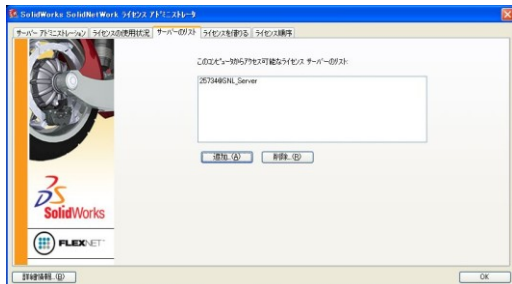 SolidWorks SolidNetWork ライセンス アドミニストレータ
サーバー アドミニストレーション ライセンスの使用状況 サーバーのリスト ライセンスを借りる ライセンス順序
このコンピュータからアクセス可能なライセンス サーバーのリスト:
25734@SNL_Server
追加...(A) 削除...(R)
SolidWorks
FLEXNET
詳細情報...(B) OK